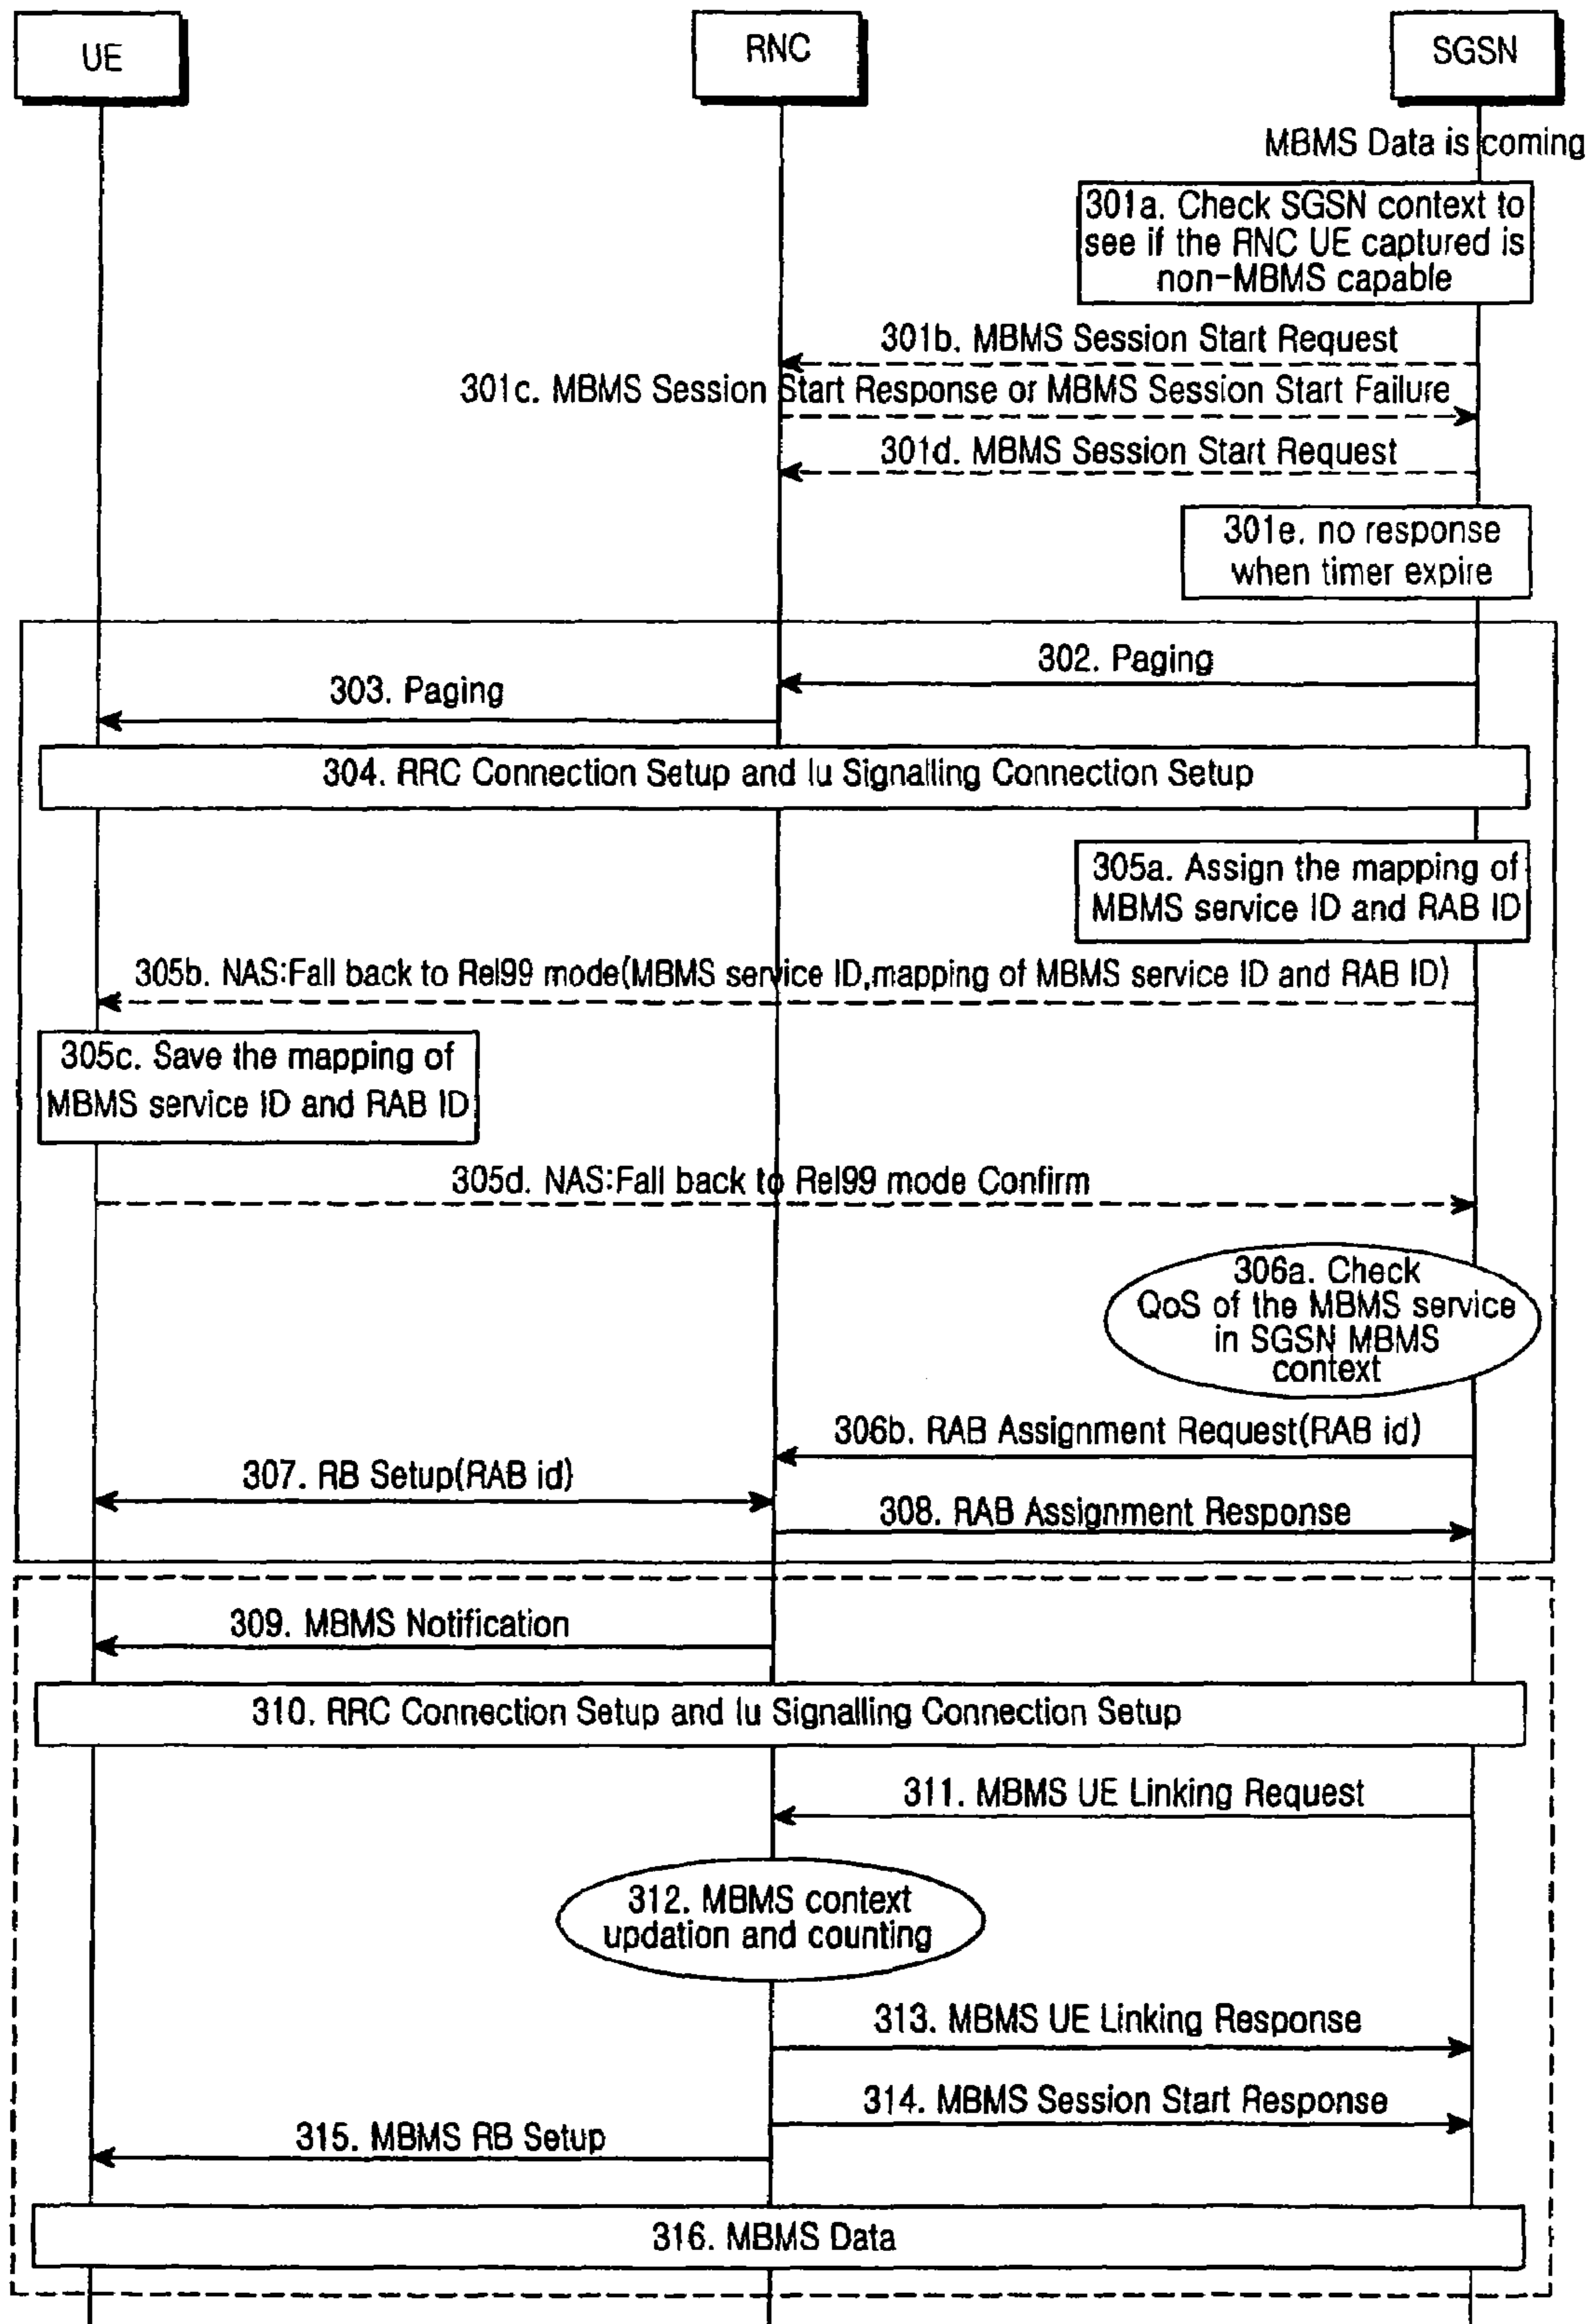 UE
RNC
SGSN
MBMS Data is coming
301a. Check SGSN context to
see if the RNC UE captured is
non-MBMS capable
301b. MBMS Session Start Request
301c. MBMS Session Start Response or MBMS Session Start Failure
301d. MBMS Session Start Request
301e. no response
when timer expire
302. Paging
303. Paging
304. RRC Connection Setup and Iu Signalling Connection Setup
305a. Assign the mapping of
MBMS service ID and RAB ID
305b. NAS:Fall back to Rel99 mode(MBMS service ID,mapping of MBMS service ID and RAB ID)
305c. Save the mapping of
MBMS service ID and RAB ID
305d. NAS:Fall back to Rel99 mode Confirm
306a. Check
QoS of the MBMS service
in SGSN MBMS
context
306b. RAB Assignment Request(RAB id)
307. RB Setup(RAB id)
308. RAB Assignment Response
309. MBMS Notification
310. RRC Connection Setup and Iu Signalling Connection Setup
311. MBMS UE Linking Request
312. MBMS context
updation and counting
313. MBMS UE Linking Response
314. MBMS Session Start Response
315. MBMS RB Setup
316. MBMS Data